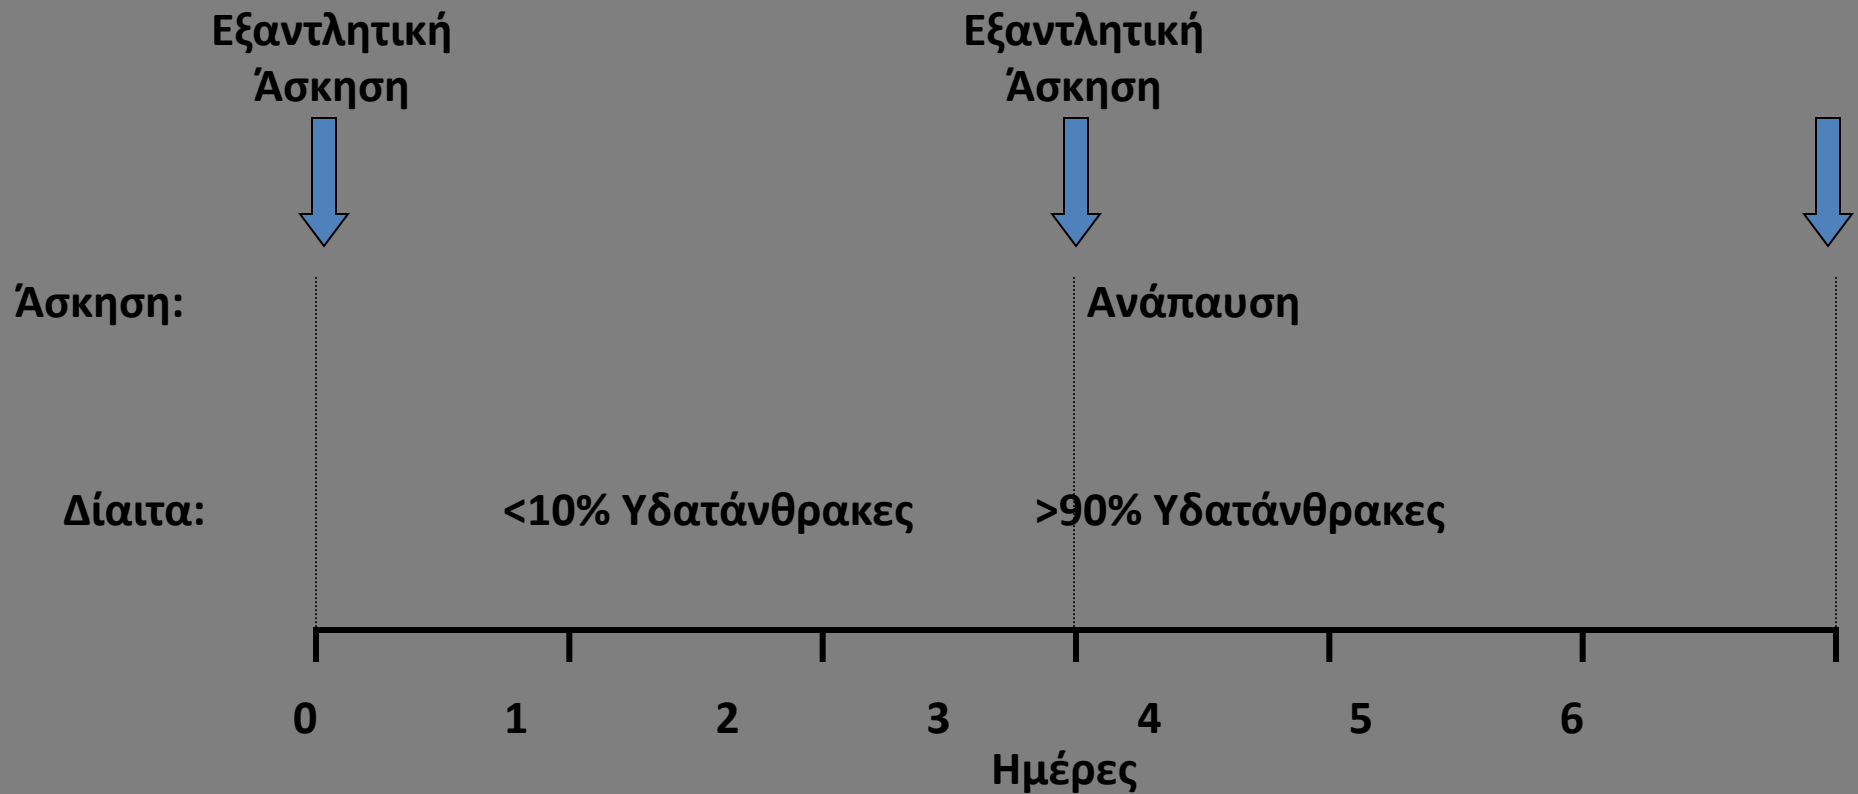 Εξαντλητική
Άσκηση
Εξαντλητική
Άσκηση
Άσκηση:
Ανάπαυση
Δίαιτα:
<10% Υδατάνθρακες
>90% Υδατάνθρακες
0 1 2 3 4 5 6
Ημέρες